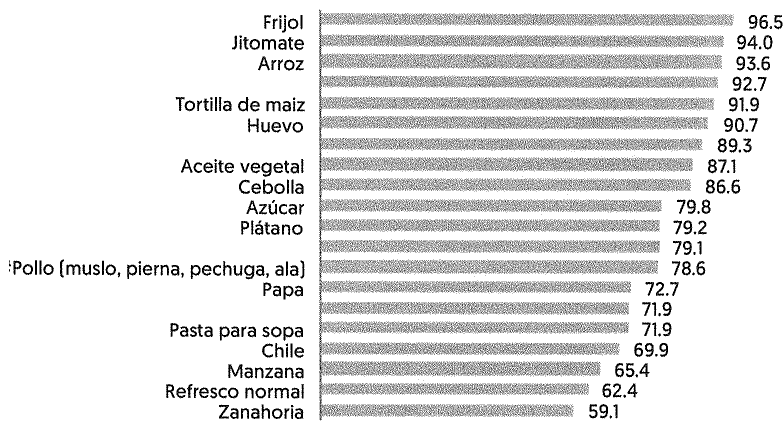 Frijol 96.5
Jitomate 94.0
Arroz 93.6
92.7
Tortilla de maiz 91.9
Huevo 90.7
89.3
Aceite vegetal 87.1
Cebolla 86.6
Azúcar 79.8
Plátano 79.2
79.1
Pollo (muslo, pierna, pechuga, ala) 78.6
Papa 72.7
71.9
Pasta para sopa 71.9
Chile 69.9
Manzana 65.4
Refresco normal 62.4
Zanahoria 59.1